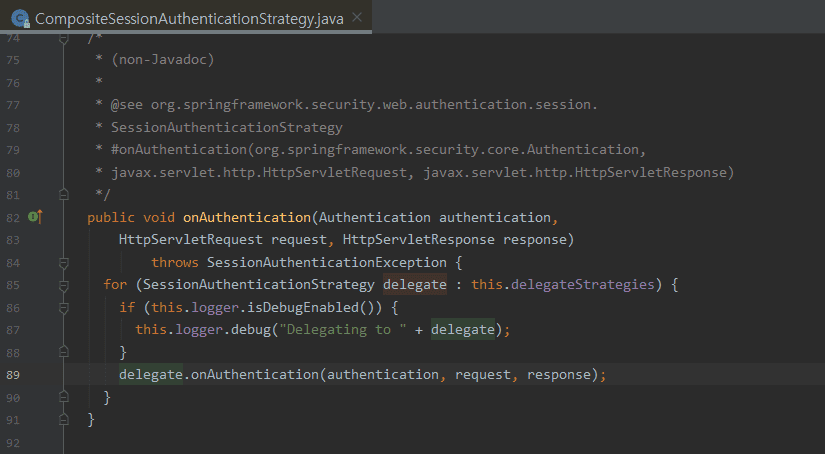 CompositeSessionAuthenticationStrategy.java
74 /*
75 * (non-Javadoc)
76 *
77 * @see org.springframework.security.web.authentication.session.
78 * SessionAuthenticationStrategy
79 * #onAuthentication(org.springframework.security.core.Authentication,
80 * javax.servlet.http.HttpServletRequest, javax.servlet.http.HttpServletResponse)
81 */
82 public void onAuthentication(Authentication authentication,
83 HttpServletRequest request, HttpServletResponse response)
84 throws SessionAuthenticationException {
85 for (SessionAuthenticationStrategy delegate : this.delegateStrategies) {
86 if (this.logger.isDebugEnabled()) {
87 this.logger.debug("Delegating to " + delegate);
88 }
89 delegate.onAuthentication(authentication, request, response);
90 }
91 }
92